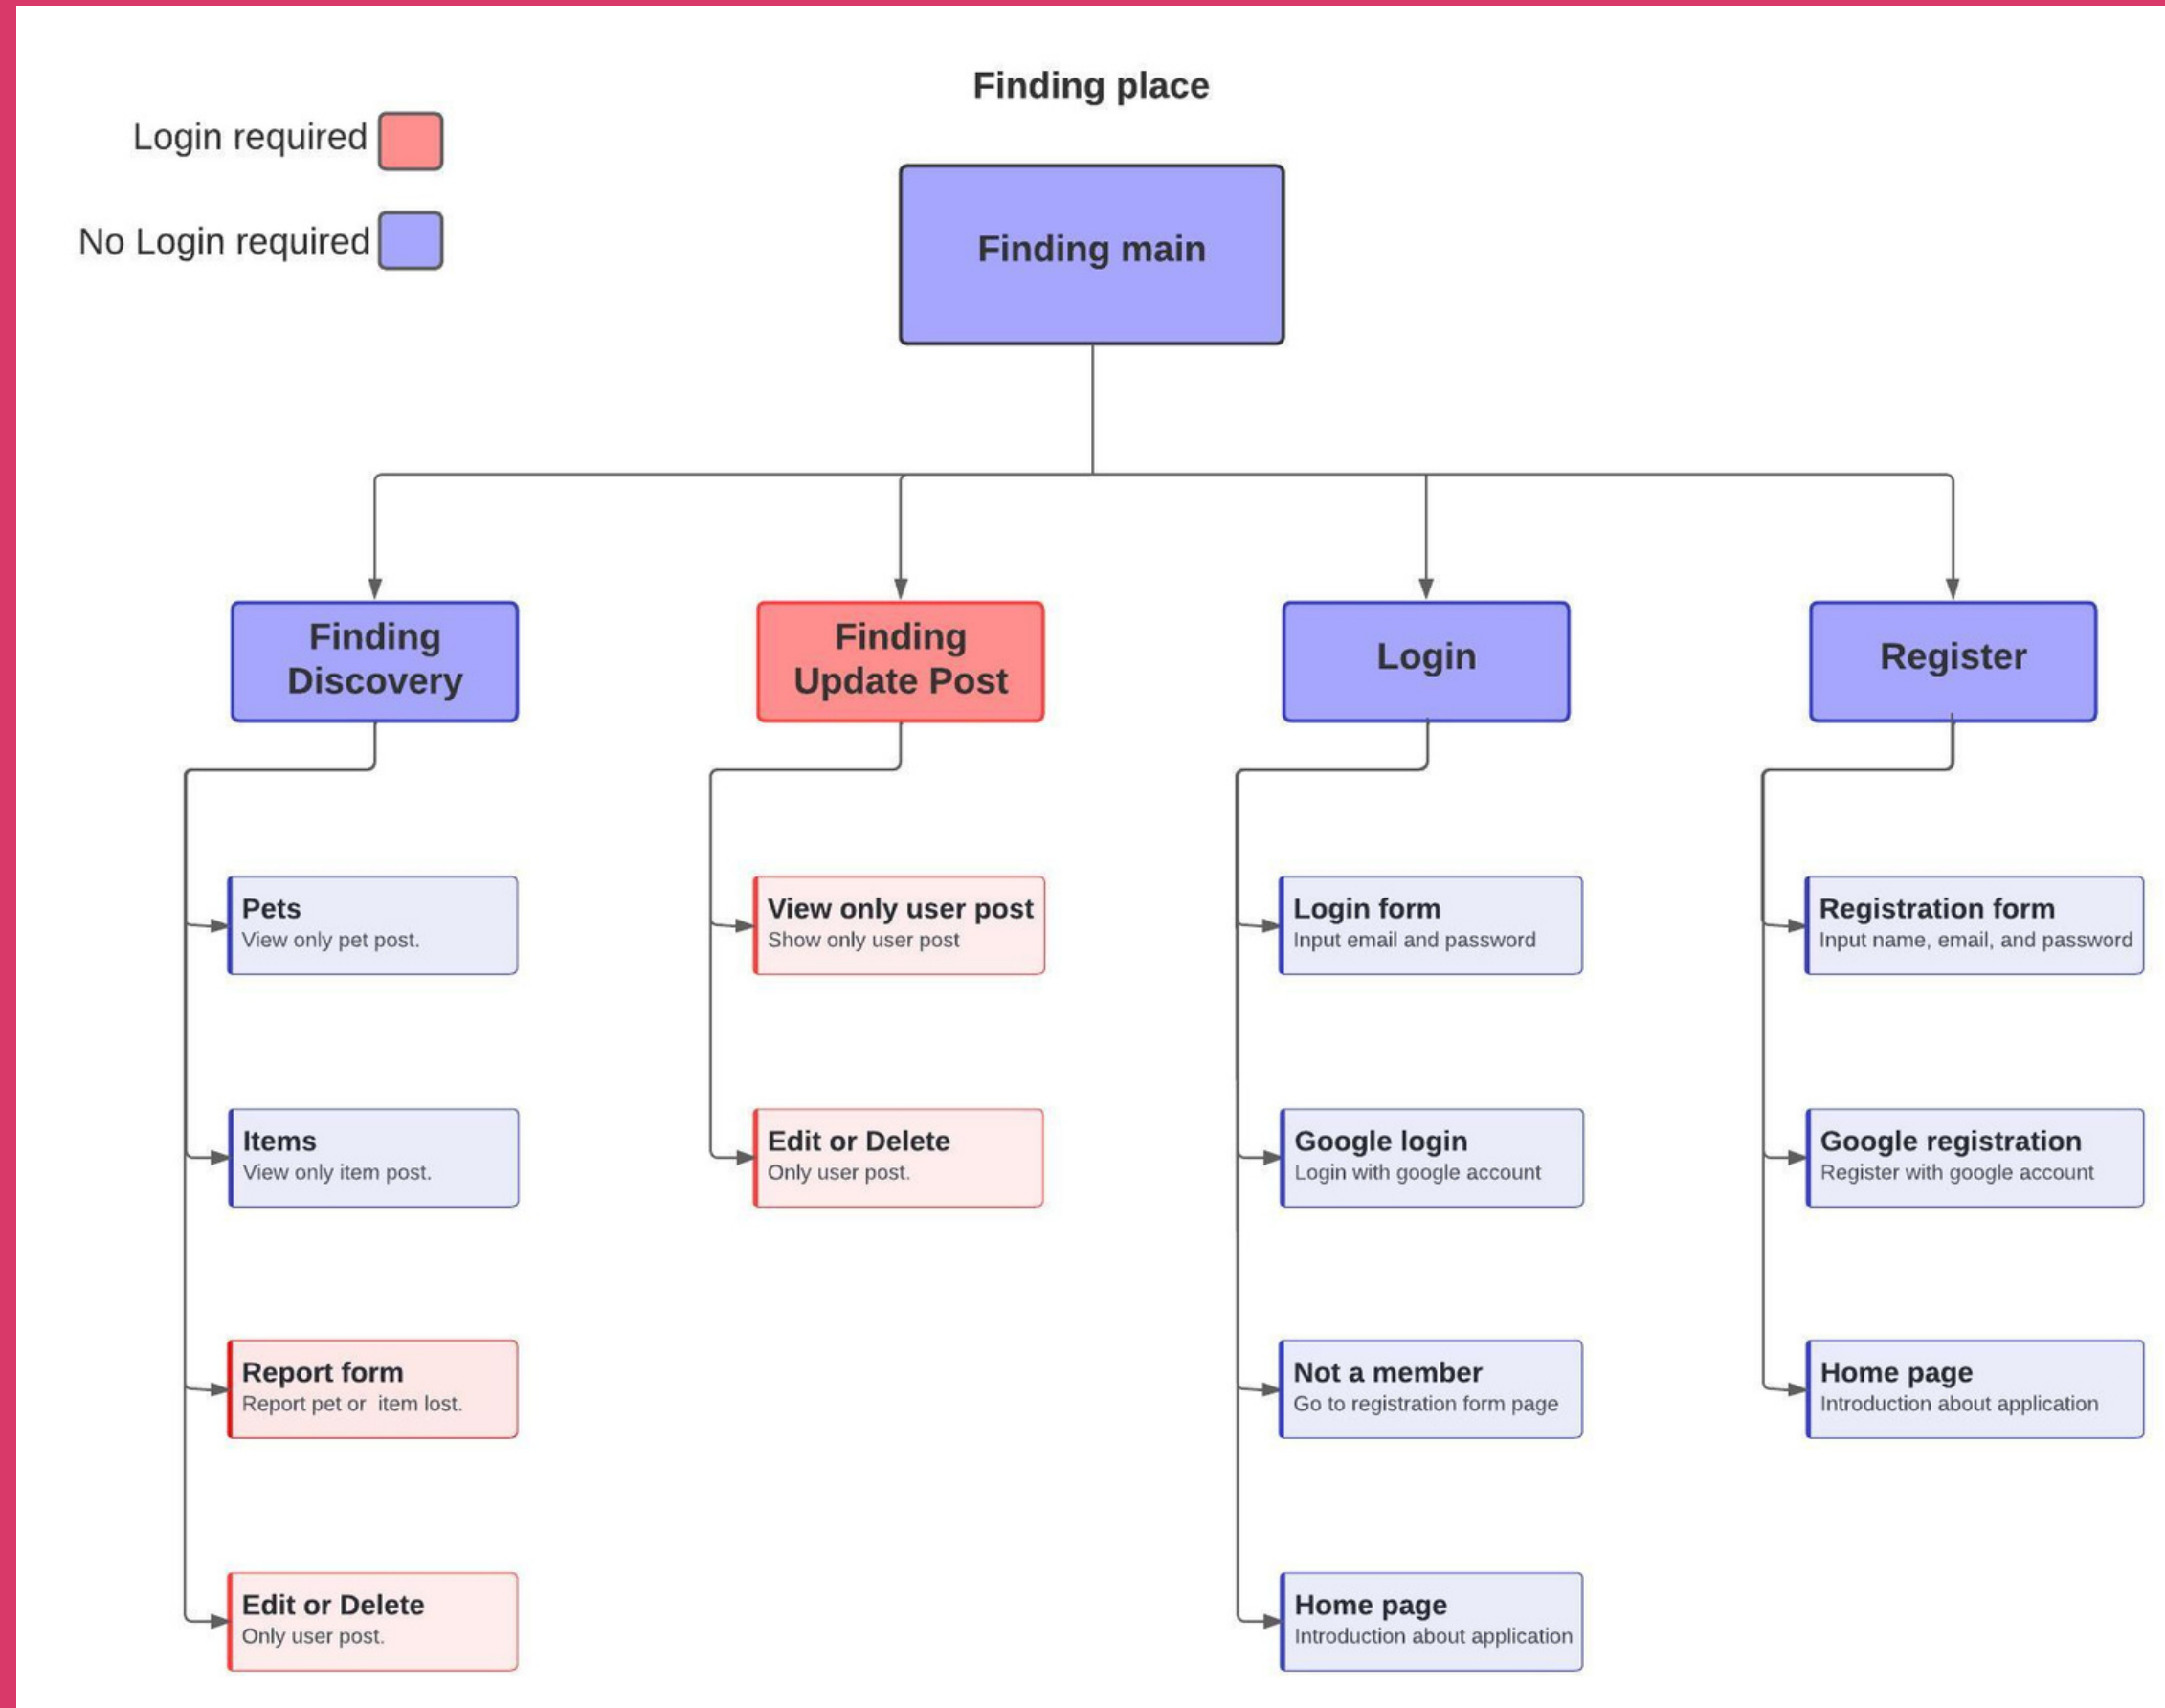 Finding place
Login required
No Login required
Finding main
Finding
Discovery
Finding
Update Post
Login
Register
Pets
View only pet post.
Items
View only item post.
Report form
Report pet or  item lost.
Edit or Delete
Only user post.
View only user post
Show only user post
Edit or Delete
Only user post.
Login form
Input email and password
Google login
Login with google account
Not a member
Go to registration form page
Home page
Introduction about application
Registration form
Input name, email, and password
Google registration
Register with google account
Home page
Introduction about application